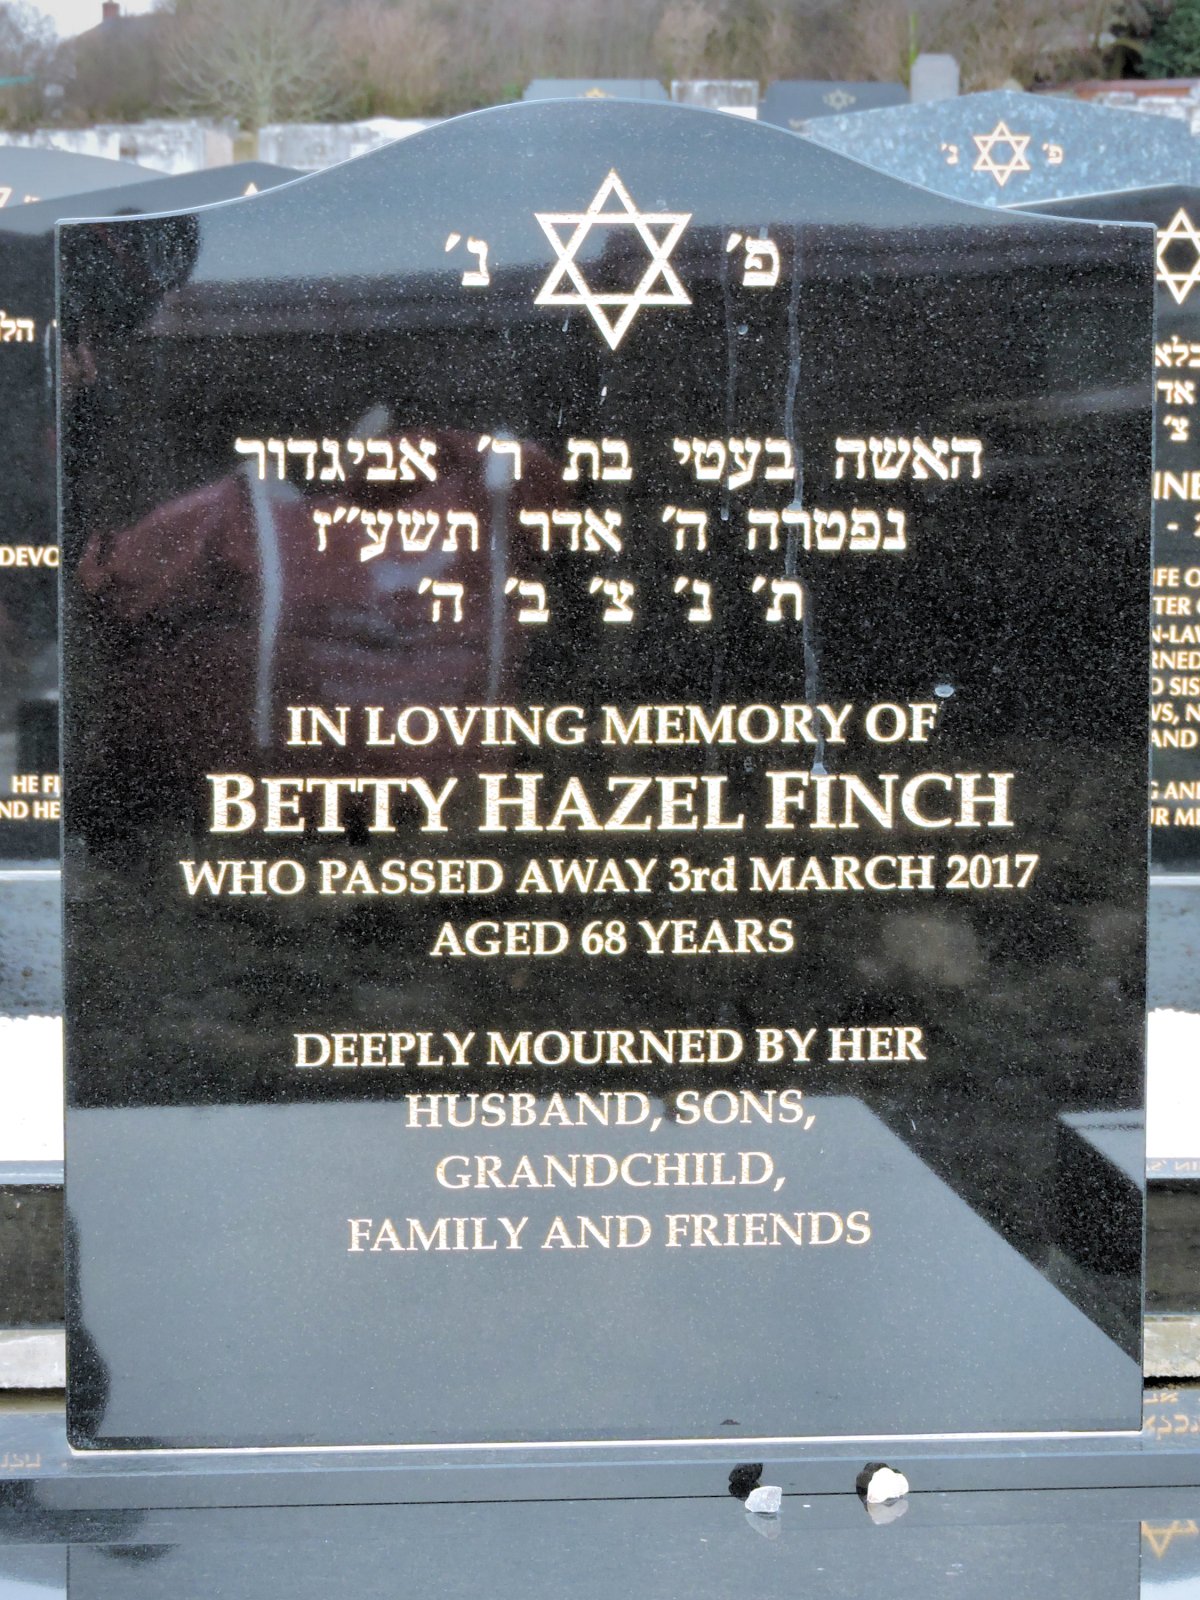 פ׳ נ׳
האשה בעטי בת ר׳ אביגדור
נפטרה ה׳ אדר תשע״ז
ת׳ נ׳ צ׳ ב׳ ה׳
IN LOVING MEMORY OF
BETTY HAZEL FINCH
WHO PASSED AWAY 3rd MARCH 2017
AGED 68 YEARS
DEEPLY MOURNED BY HER
HUSBAND, SONS,
GRANDCHILD,
FAMILY AND FRIENDS
פ׳ נ׳